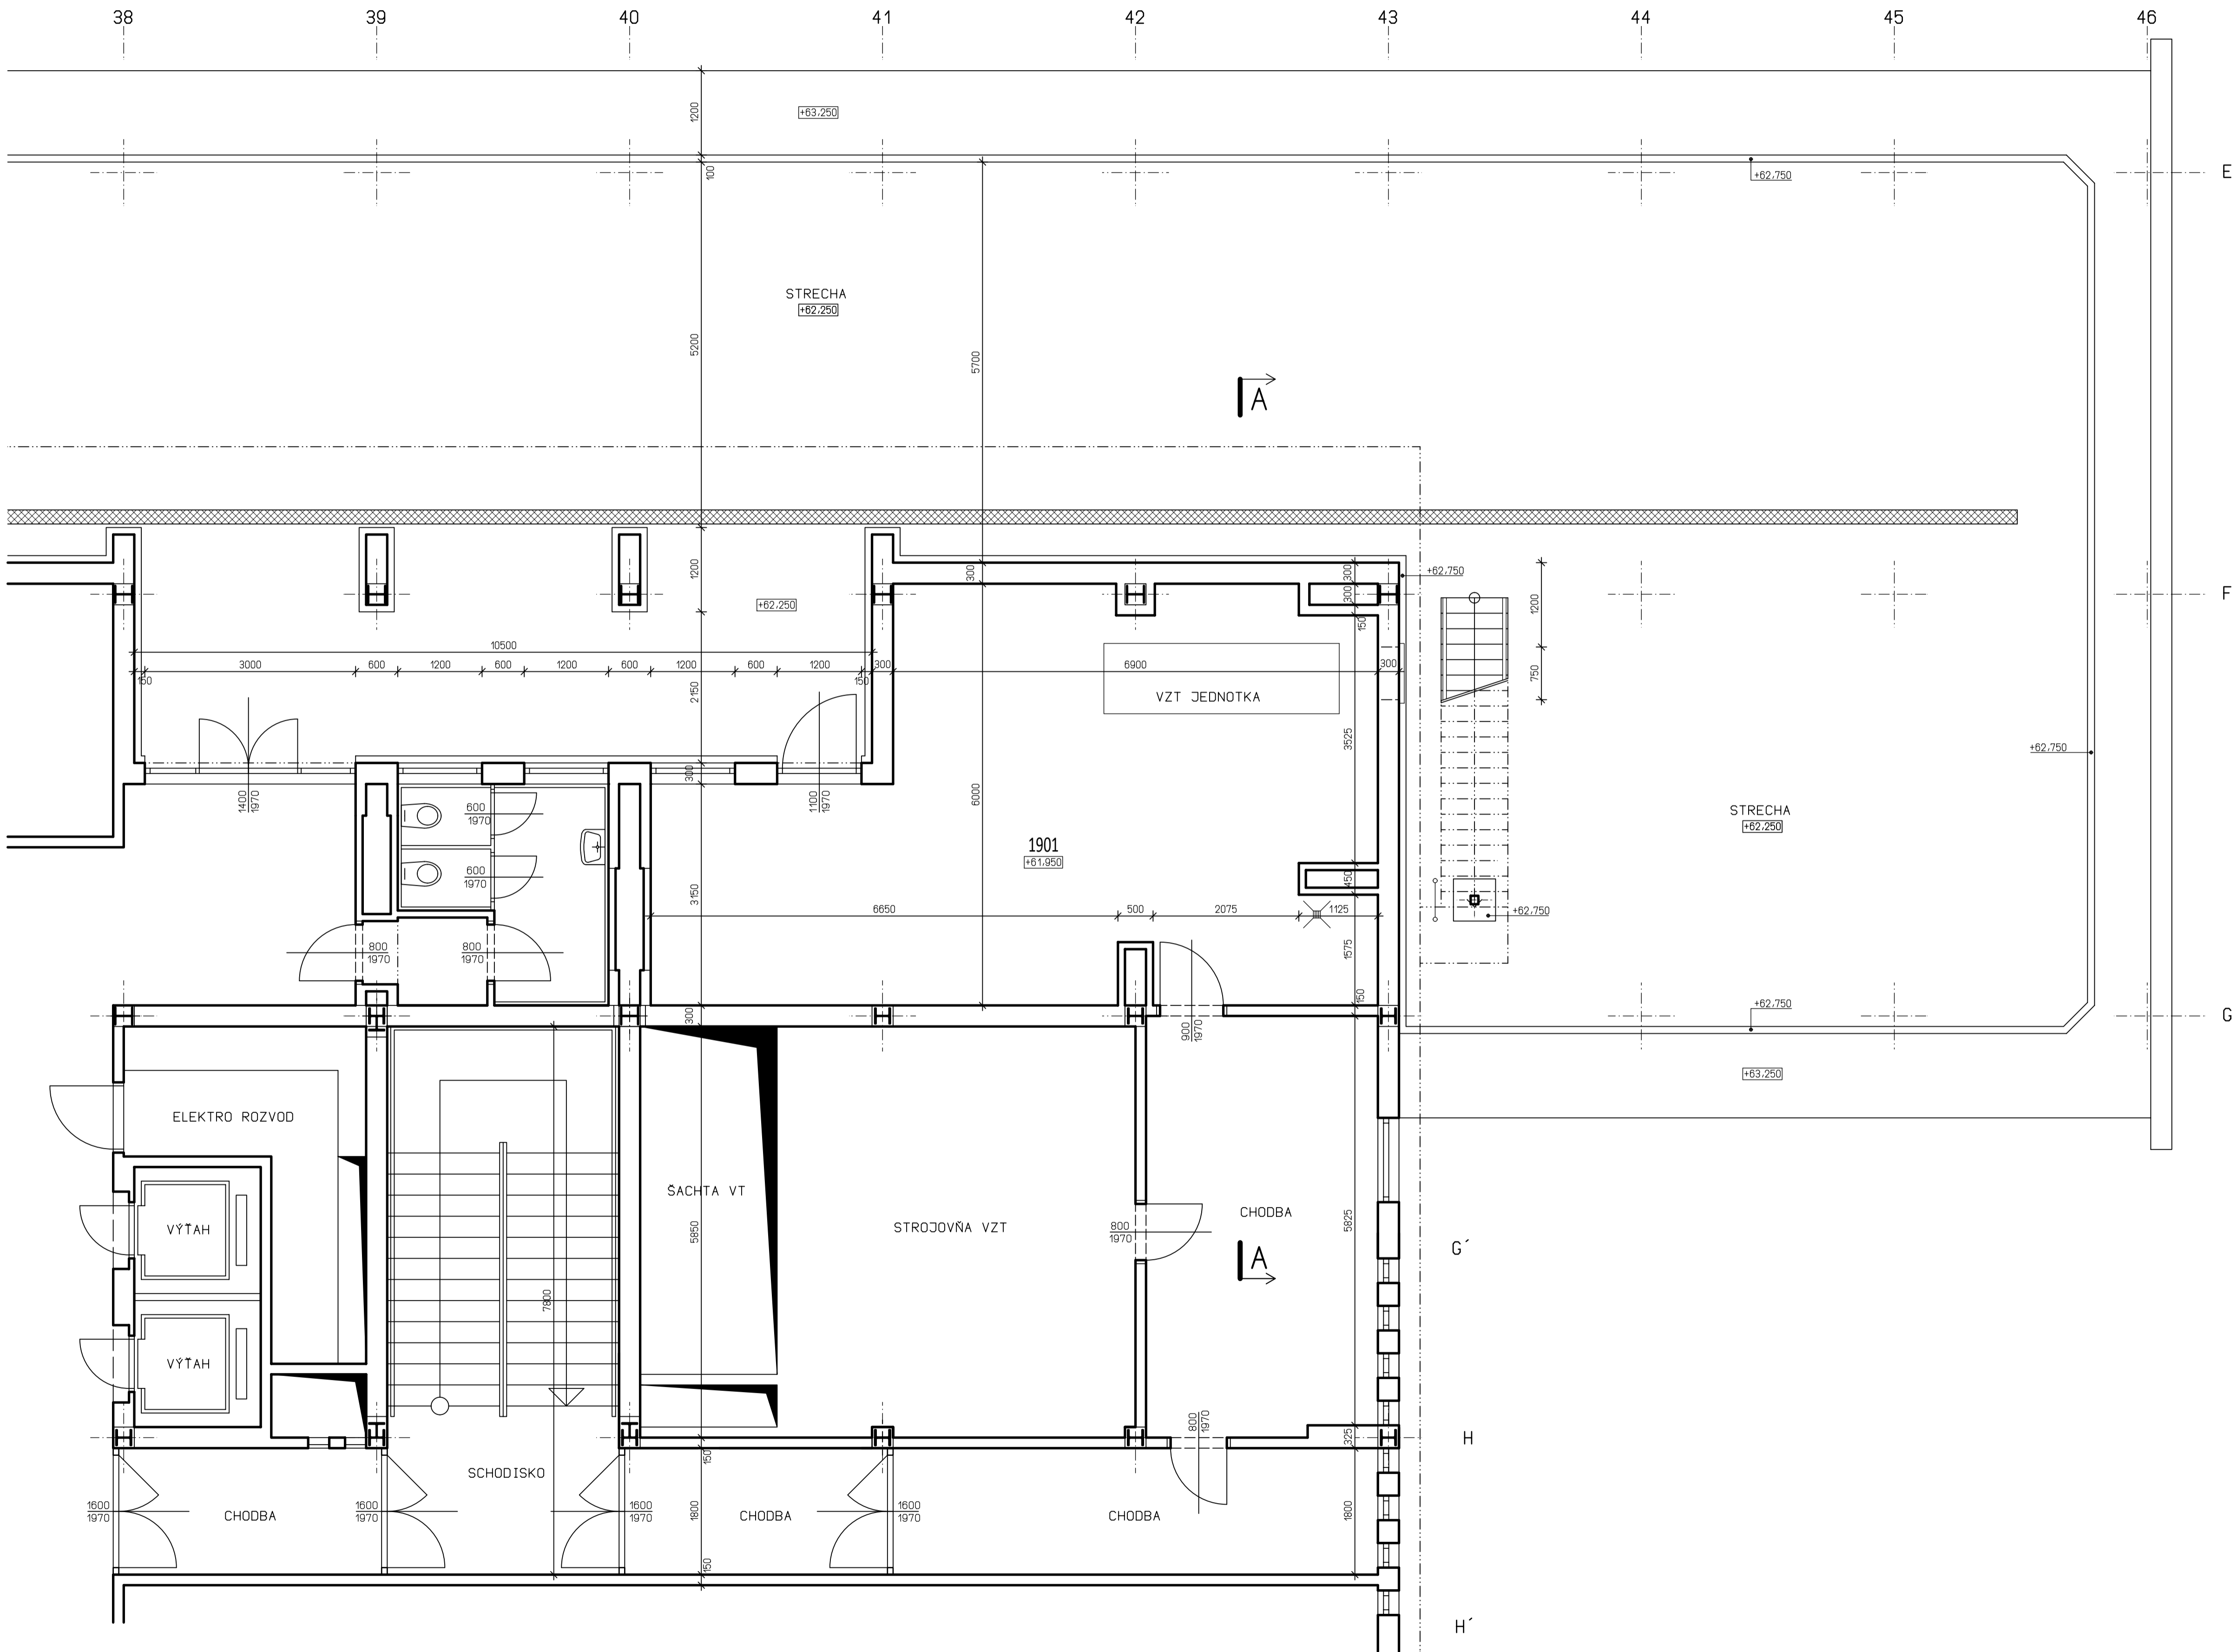 38 39 40 41 42 43 44 45 46
1200
+63,250
100
E
+62,750
STRECHA
+62,250
5200
5700
A
1200
300
300
300
+62,750
1200
F
+62,250
150
10500
3000 600 1200 600 1200 600 1200 600 1200 300 6900 300
150 150
750
2150
VZT JEDNOTKA
3525
+62,750
300
1400
1970
1100
1970
6000
600
1970
STRECHA
+62,250
1901
+61,950
600
1970
3150
450
6650 500 2075 1125
+62,750
800
1970
800
1970
1575
150
+62,750
300
G
900
1970
+63,250
ELEKTRO ROZVOD
ŠACHTA VT
CHODBA
5825
VÝŤAH
STROJOVŇA VZT
800
1970
5850
G´
A
7800
VÝŤAH
800
1970
325
H
150
SCHODISKO
1600
1970
1600
1970
1600
1970
1600
1970
CHODBA
CHODBA
CHODBA
1800
1800
150
H´